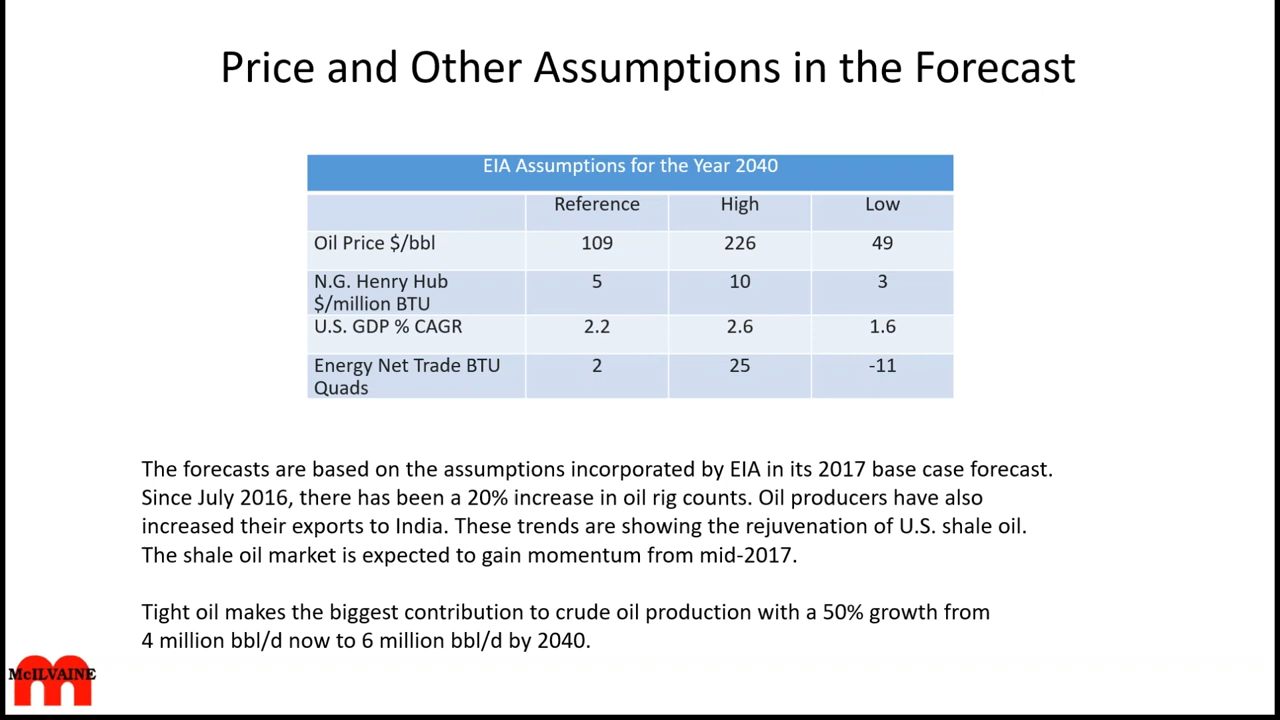 Price and Other Assumptions in the Forecast
EIA Assumptions for the Year 2040
Reference High Low
Oil Price $/bbl 109 226 49
N.G. Henry Hub 5 10 3
$/million BTU
U.S. GDP % CAGR 2.2 2.6 1.6
Energy Net Trade BTU 2 25 -11
Quads
The forecasts are based on the assumptions incorporated by EIA in its 2017 base case forecast.
Since July 2016, there has been a 20% increase in oil rig counts. Oil producers have also
increased their exports to India. These trends are showing the rejuvenation of U.S. shale oil.
The shale oil market is expected to gain momentum from mid-2017.
Tight oil makes the biggest contribution to crude oil production with a 50% growth from
4 million bbl/d now to 6 million bbl/d by 2040.
McILVAINE